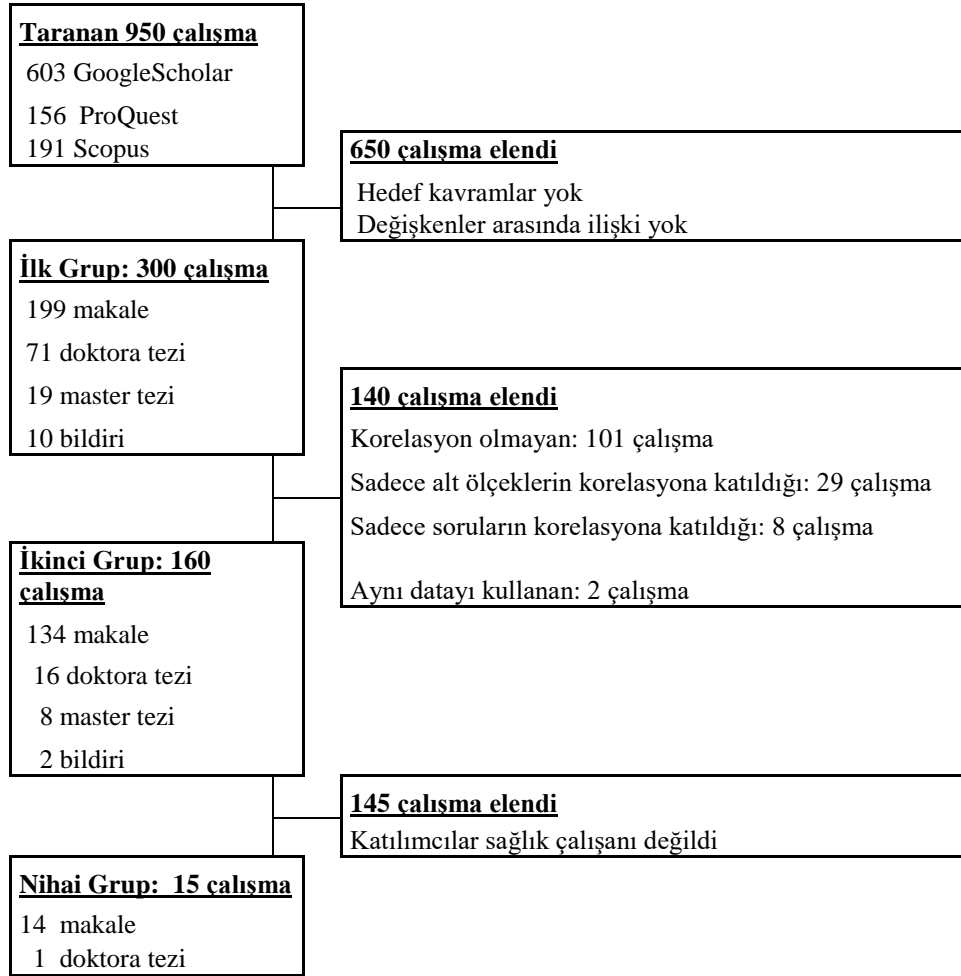 Taranan 950 çalışma
603 GoogleScholar
156 ProQuest
191 Scopus
650 çalışma elendi
Hedef kavramlar yok
Değişkenler arasında ilişki yok
İlk Grup: 300 çalışma
199 makale
71 doktora tezi
19 master tezi
10 bildiri
140 çalışma elendi
Korelasyon olmayan: 101 çalışma
Sadece alt ölçeklerin korelasyona katıldığı: 29 çalışma
Sadece soruların korelasyona katıldığı: 8 çalışma
Aynı datayı kullanan: 2 çalışma
İkinci Grup: 160
çalışma
134 makale
16 doktora tezi
8 master tezi
2 bildiri
145 çalışma elendi
Katılımcılar sağlık çalışanı değildi
Nihai Grup: 15 çalışma
14 makale
1 doktora tezi